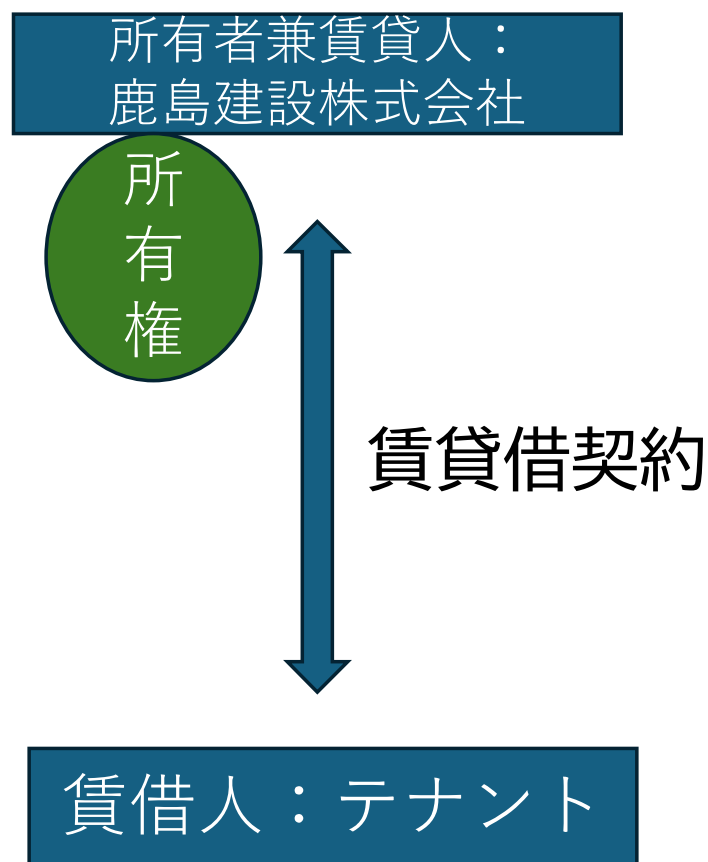 所有者兼賃貸人：
鹿島建設株式会社
所
有
権
賃貸借契約
賃借人：テナント